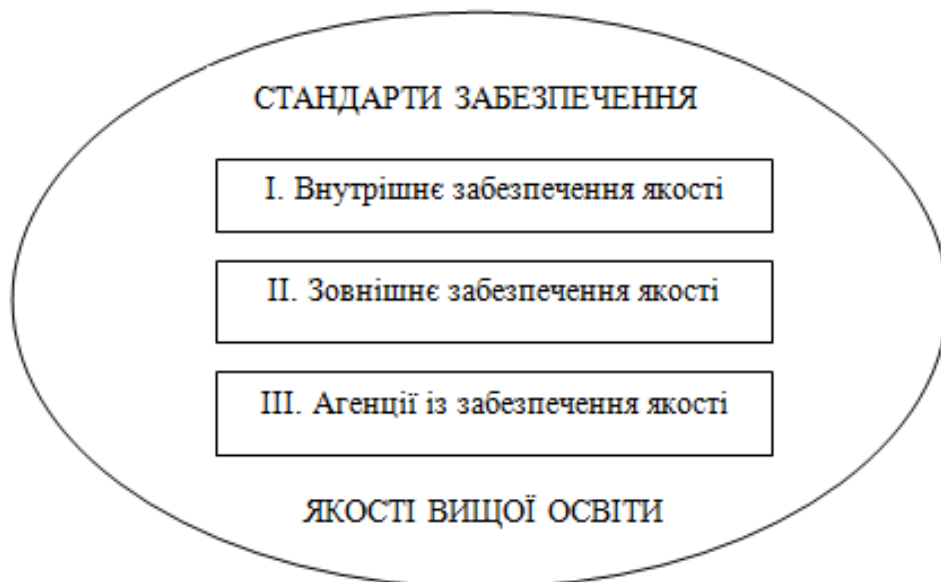 СТАНДАРТИ ЗАБЕЗПЕЧЕННЯ
І. Внутрішнє забезпечення якості
ІІ. Зовнішнє забезпечення якості
ІІІ. Агенції із забезпечення якості
ЯКОСТІ ВИЩОЇ ОСВІТИ